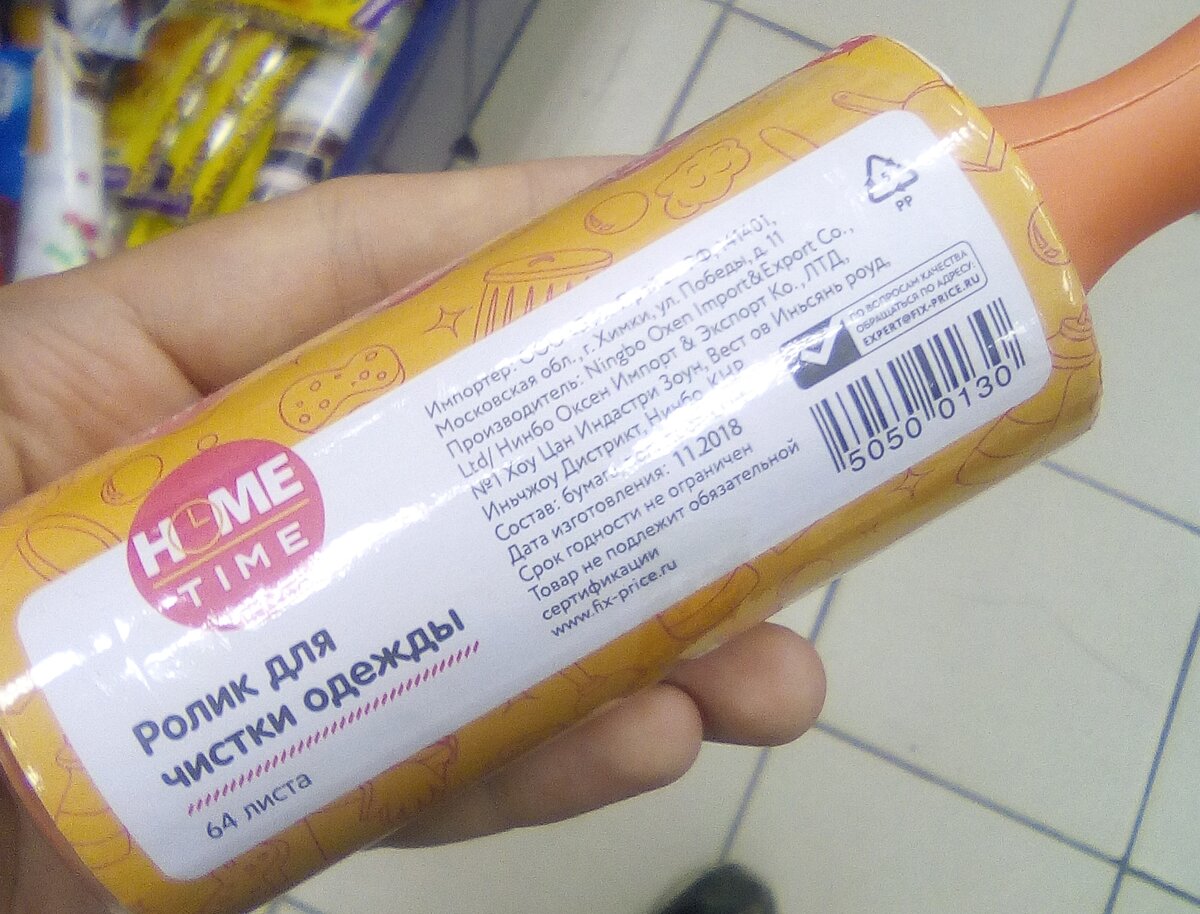 HOME
TIME
Ролик для
чистки одежды
64 листа
Импортер: 141401,
Московская обл., г. Химки, ул. Победы, д. 11
Производитель: Ningbo Oxen Import&Export Co.,
Ltd/ Нинбо Оксен Импорт & Экспорт Ко., ЛТД,
№1 Хоу Цан Индастри Зоун, Вест ов Иньсянь роуд,
Иньчжоу Дистрикт, Нинбо, КНР
Состав:
Дата изготовления: 11.2018
Срок годности не ограничен
Товар не подлежит обязательной
сертификации
www.fix-price.ru
5
PP
ПО ВОПРОСАМ КАЧЕСТВА
ОБРАЩАТЬСЯ ПО АДРЕСУ:
EXPERT@FIX-PRICE.RU
5050 0130